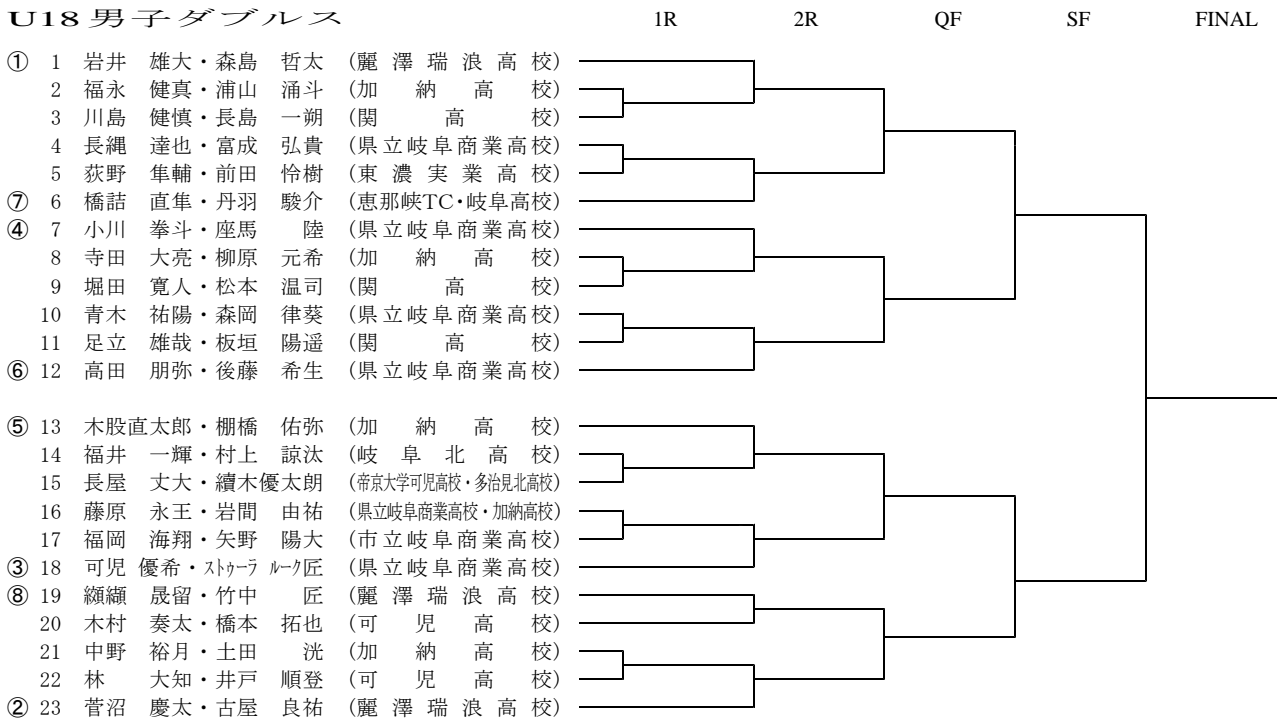 U18男子ダブルス 1R 2R QF SF FINAL
① 1 岩井 雄大・森島 哲太 (麗澤瑞浪高校)
2 福永 健真・浦山 涌斗 (加納高校)
3 川島 健慎・長島 一朔 (関高校)
4 長縄 達也・富成 弘貴 (県立岐阜商業高校)
5 荻野 隼輔・前田 怜樹 (東濃実業高校)
⑦ 6 橋詰 直隼・丹羽 駿介 (恵那峡TC・岐阜高校)
④ 7 小川 拳斗・座馬 陸 (県立岐阜商業高校)
8 寺田 大亮・柳原 元希 (加納高校)
9 堀田 寛人・松本 温司 (関高校)
10 青木 祐陽・森岡 律葵 (県立岐阜商業高校)
11 足立 雄哉・板垣 陽遥 (関高校)
⑥ 12 高田 朋弥・後藤 希生 (県立岐阜商業高校)
⑤ 13 木股直太郎・棚橋 佑弥 (加納高校)
14 福井 一輝・村上 諒汰 (岐阜北高校)
15 長屋 丈大・續木優太朗 (帝京大学可児高校・多治見北高校)
16 藤原 永王・岩間 由祐 (県立岐阜商業高校・加納高校)
17 福岡 海翔・矢野 陽大 (市立岐阜商業高校)
③ 18 可児 優希・ストゥーラ ルーク匠 (県立岐阜商業高校)
⑧ 19 纐纈 晟留・竹中 匠 (麗澤瑞浪高校)
20 木村 奏太・橋本 拓也 (可児高校)
21 中野 裕月・土田 洸 (加納高校)
22 林 大知・井戸 順登 (可児高校)
② 23 菅沼 慶太・古屋 良祐 (麗澤瑞浪高校)